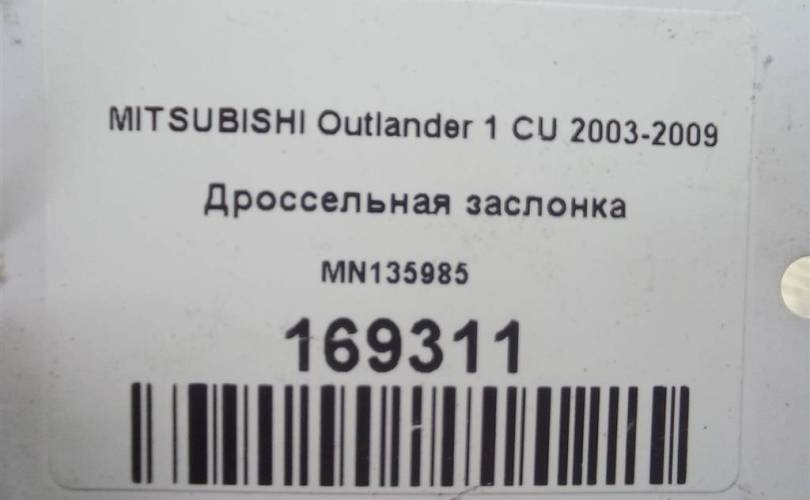 MITSUBISHI Outlander 1 CU 2003-2009
Дроссельная заслонка
MN135985
169311